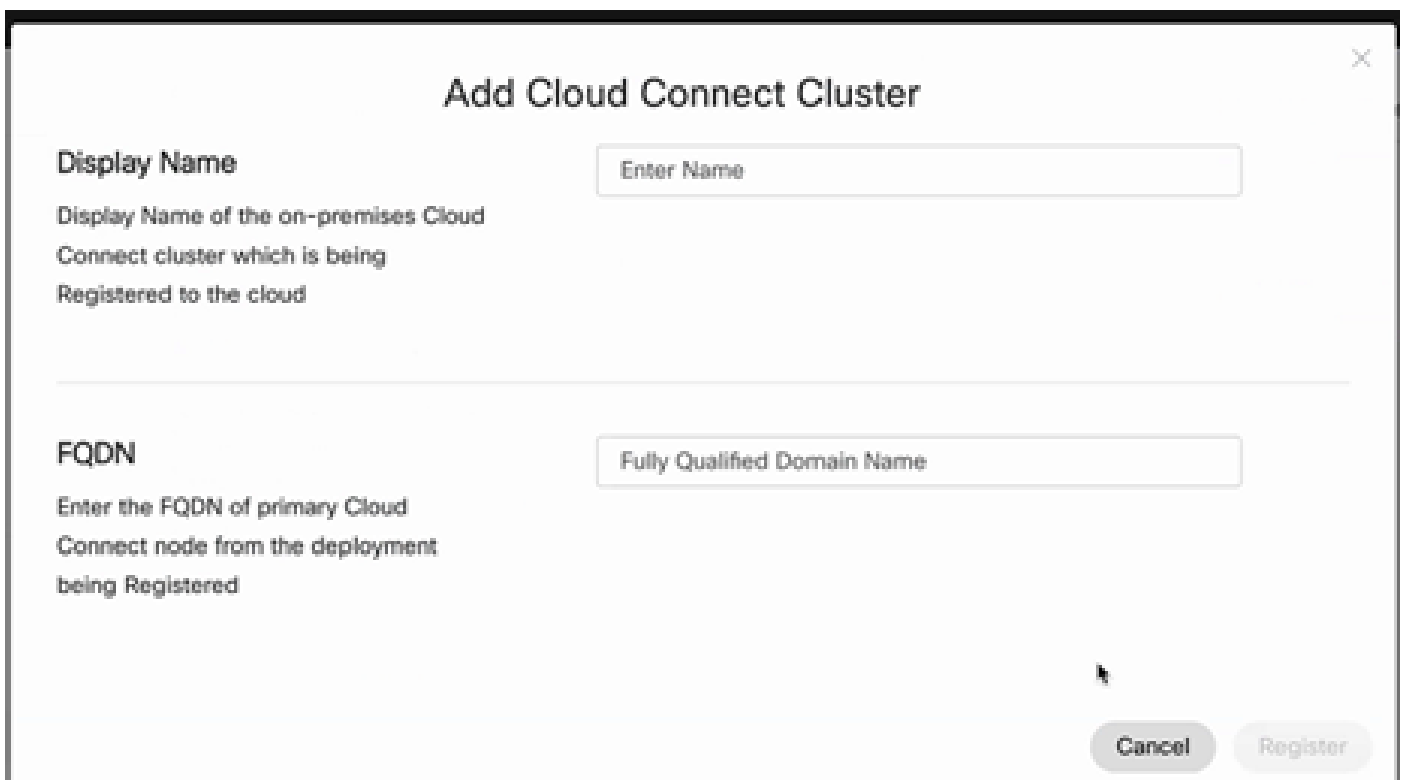 Add Cloud Connect Cluster
Display Name
Enter Name
Display Name of the on-premises Cloud
Connect cluster which is being
Registered to the cloud
FQDN
Fully Qualified Domain Name
Enter the FQDN of primary Cloud
Connect node from the deployment
being Registered
Cancel
Register